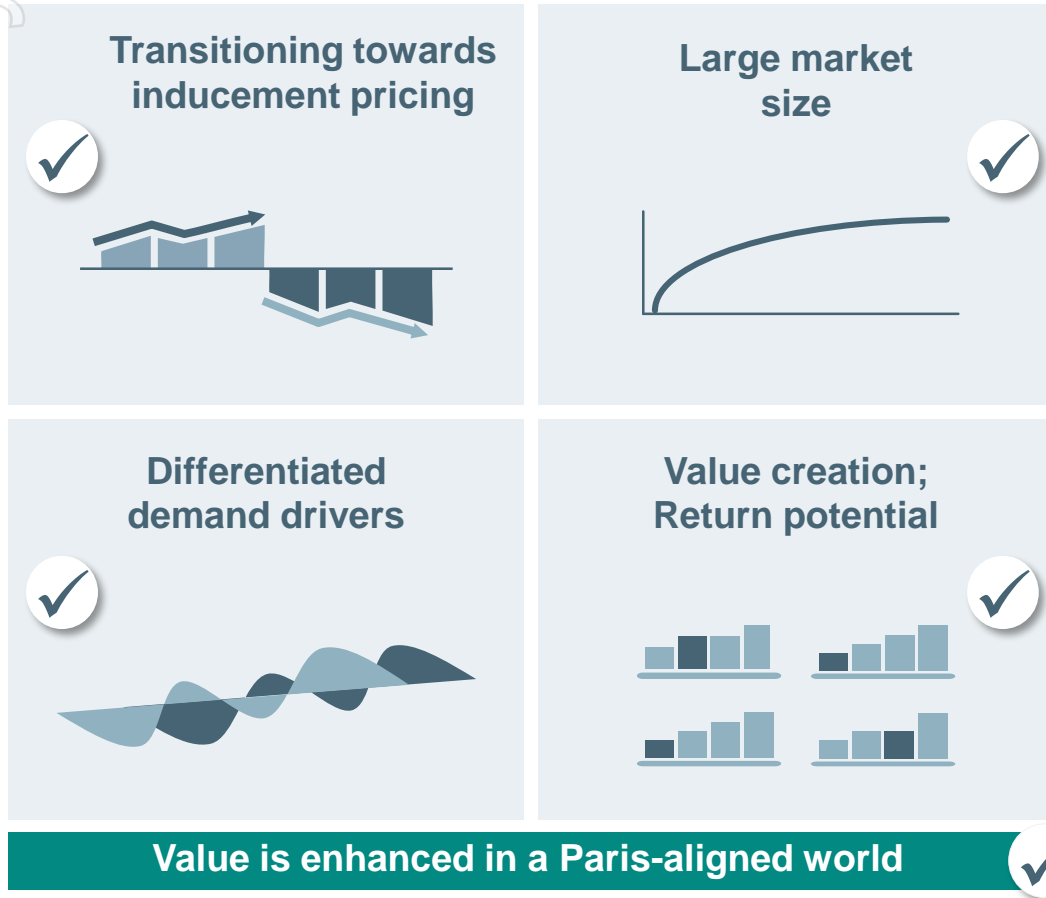 Transitioning towards
inducement pricing
Large market
size
Differentiated
demand drivers
Value creation;
Return potential
Value is enhanced in a Paris-aligned world